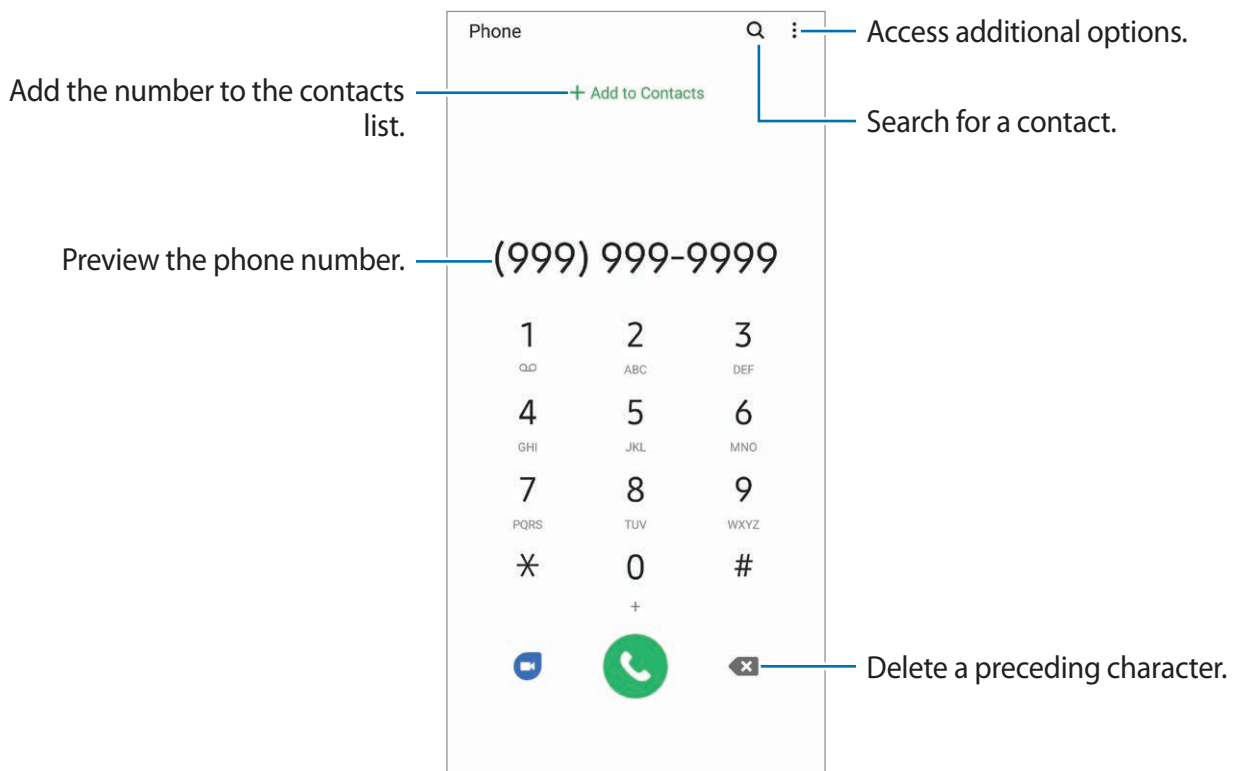 Phone
Access additional options.
Add the number to the contacts
list.
+ Add to Contacts
Search for a contact.
Preview the phone number.
(999) 999-9999
1 2 3
ABC DEF
4 5 6
GHI JKL MNO
7 8 9
PQRS TUV WXYZ
* 0 #
+
Delete a preceding character.